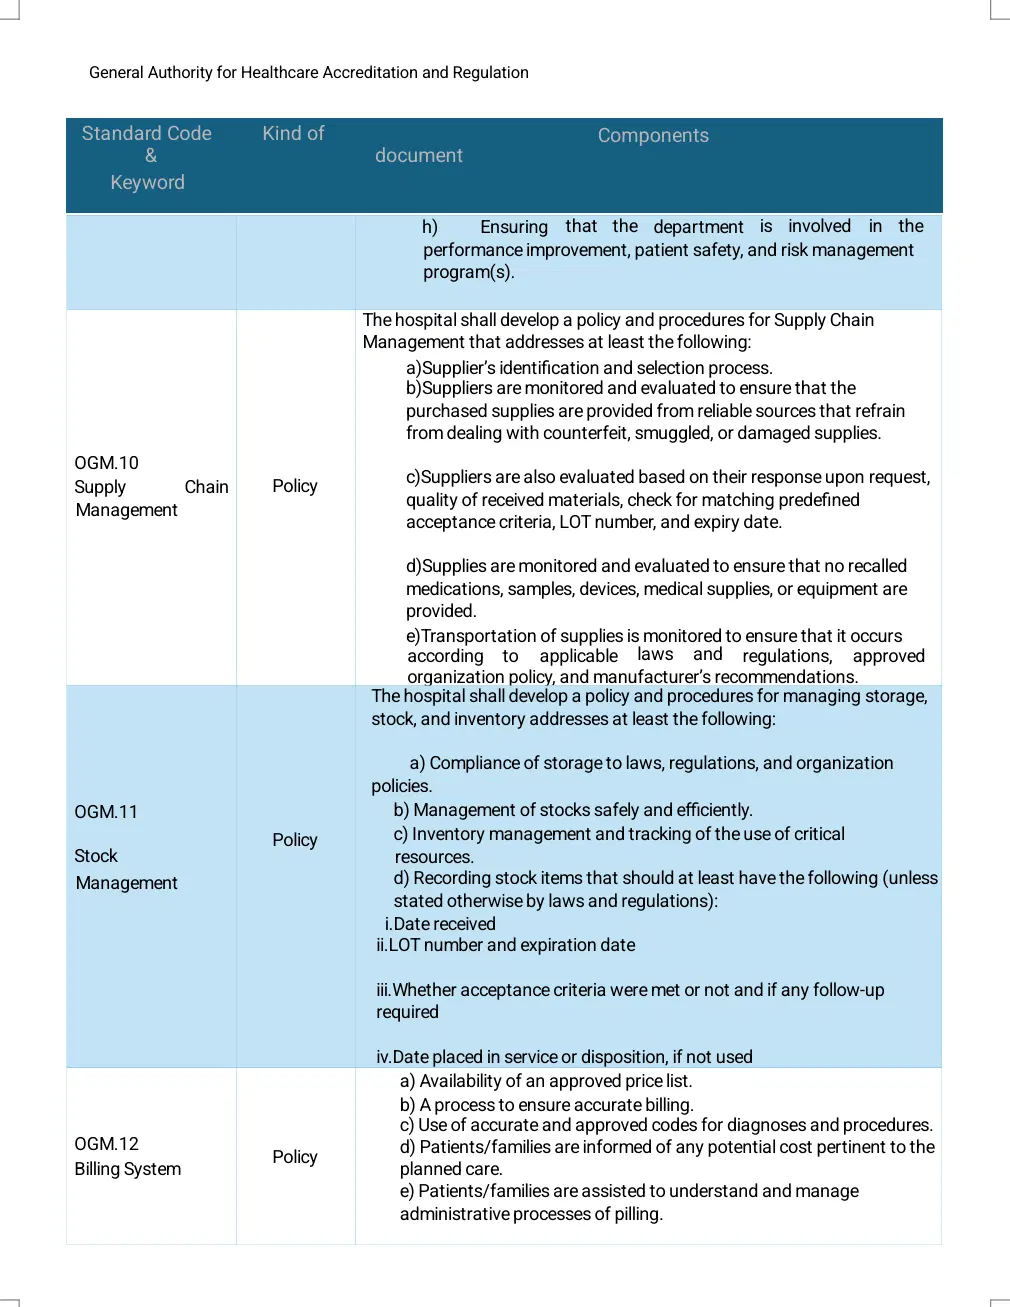 General Authority for Healthcare Accreditation and Regulation
Standard Code
&
Keyword
Kind of
document
Components
h) Ensuring that the department is involved in the
performance improvement, patient safety, and risk management
program(s).
OGM.10
Supply Chain
Management
Policy
The hospital shall develop a policy and procedures for Supply Chain
Management that addresses at least the following:
a)Supplier’s identification and selection process.
b)Suppliers are monitored and evaluated to ensure that the
purchased supplies are provided from reliable sources that refrain
from dealing with counterfeit, smuggled, or damaged supplies.
c)Suppliers are also evaluated based on their response upon request,
quality of received materials, check for matching predefined
acceptance criteria, LOT number, and expiry date.
d)Supplies are monitored and evaluated to ensure that no recalled
medications, samples, devices, medical supplies, or equipment are
provided.
e)Transportation of supplies is monitored to ensure that it occurs
according to applicable laws and regulations, approved
organization policy, and manufacturer’s recommendations.
OGM.11
Stock
Management
Policy
The hospital shall develop a policy and procedures for managing storage,
stock, and inventory addresses at least the following:
a) Compliance of storage to laws, regulations, and organization
policies.
b) Management of stocks safely and efficiently.
c) Inventory management and tracking of the use of critical
resources.
d) Recording stock items that should at least have the following (unless
stated otherwise by laws and regulations):
i.Date received
ii.LOT number and expiration date
iii.Whether acceptance criteria were met or not and if any follow-up
required
iv.Date placed in service or disposition, if not used
OGM.12
Billing System
Policy
a) Availability of an approved price list.
b) A process to ensure accurate billing.
c) Use of accurate and approved codes for diagnoses and procedures.
d) Patients/families are informed of any potential cost pertinent to the
planned care.
e) Patients/families are assisted to understand and manage
administrative processes of pilling.